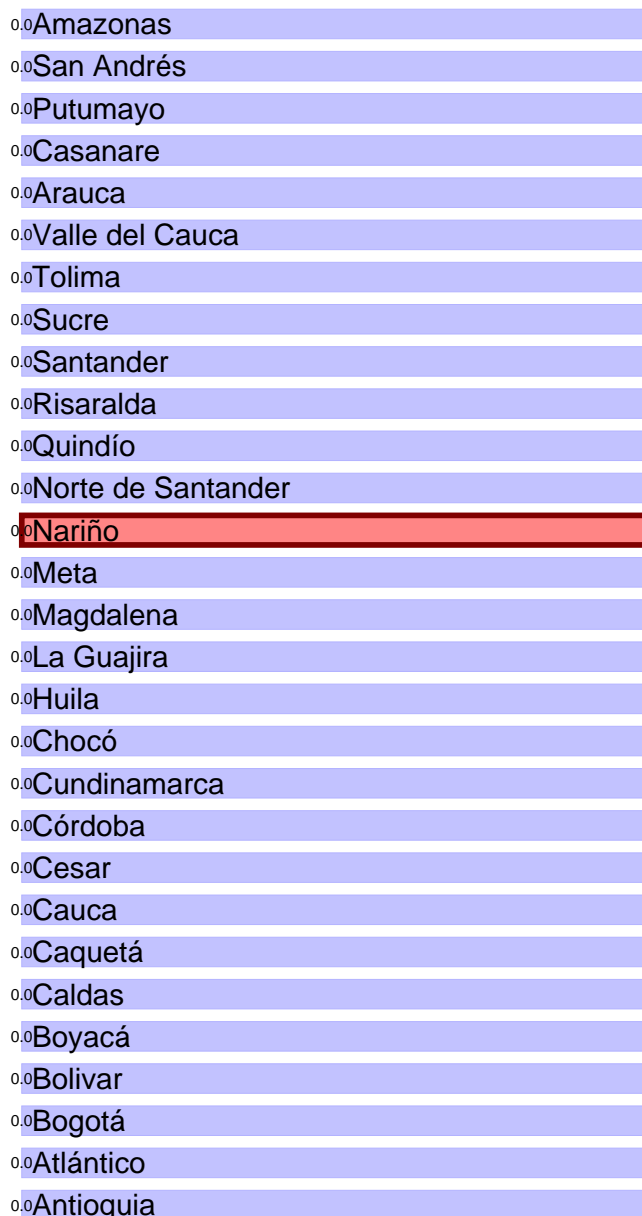 0.0Amazonas
0.0San Andrés
0.0Putumayo
0.0Casanare
0.0Arauca
0.0Valle del Cauca
0.0Tolima
0.0Sucre
0.0Santander
0.0Risaralda
0.0Quindío
0.0Norte de Santander
0.0Nariño
0.0Meta
0.0Magdalena
0.0La Guajira
0.0Huila
0.0Chocó
0.0Cundinamarca
0.0Córdoba
0.0Cesar
0.0Cauca
0.0Caquetá
0.0Caldas
0.0Boyacá
0.0Bolivar
0.0Bogotá
0.0Atlántico
0.0Antioquia